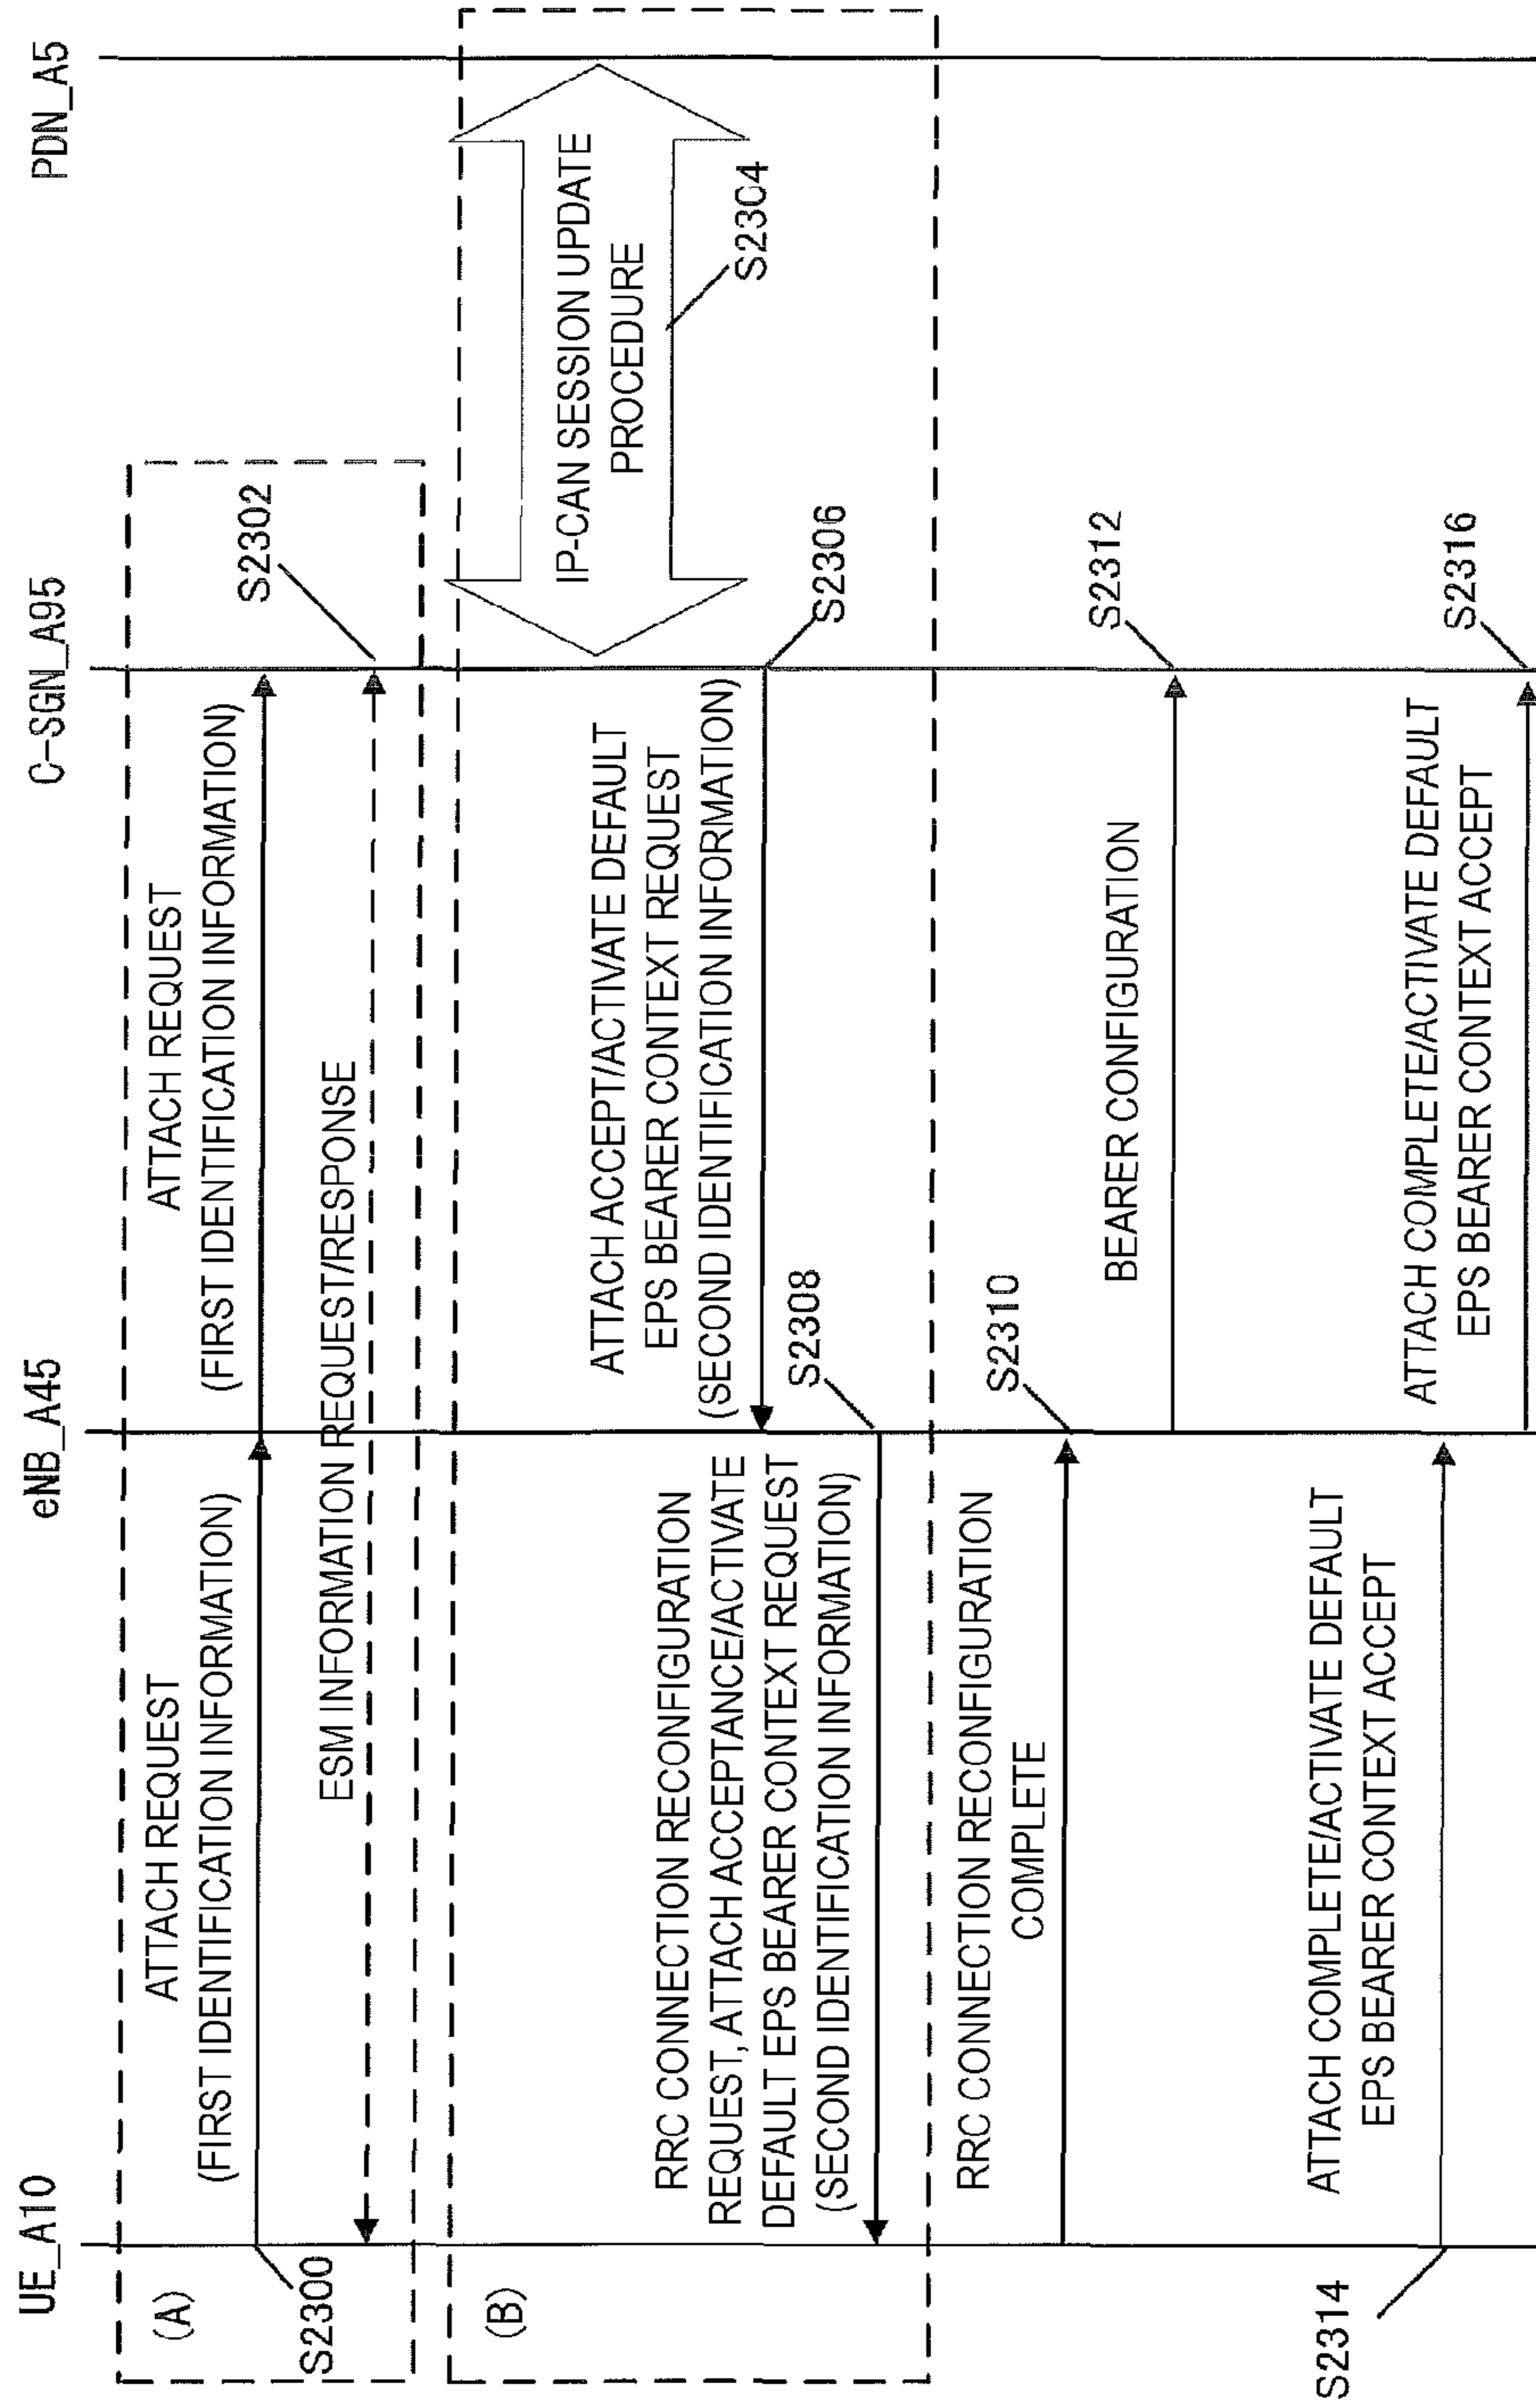 UE_A10
eNB_A45
C-SGN_A95
PDN_A5
(A)
ATTACH REQUEST
(FIRST IDENTIFICATION INFORMATION)
S2300
ATTACH REQUEST
(FIRST IDENTIFICATION INFORMATION)
S2302
ESM INFORMATION REQUEST/RESPONSE
(B)
IP-CAN SESSION UPDATE
PROCEDURE
S2304
ATTACH ACCEPT/ACTIVATE DEFAULT
EPS BEARER CONTEXT REQUEST
(SECOND IDENTIFICATION INFORMATION)
S2306
RRC CONNECTION RECONFIGURATION
REQUEST, ATTACH ACCEPTANCE/ACTIVATE
DEFAULT EPS BEARER CONTEXT REQUEST
(SECOND IDENTIFICATION INFORMATION)
S2308
RRC CONNECTION RECONFIGURATION
COMPLETE
S2310
BEARER CONFIGURATION
S2312
ATTACH COMPLETE/ACTIVATE DEFAULT
EPS BEARER CONTEXT ACCEPT
S2314
ATTACH COMPLETE/ACTIVATE DEFAULT
EPS BEARER CONTEXT ACCEPT
S2316